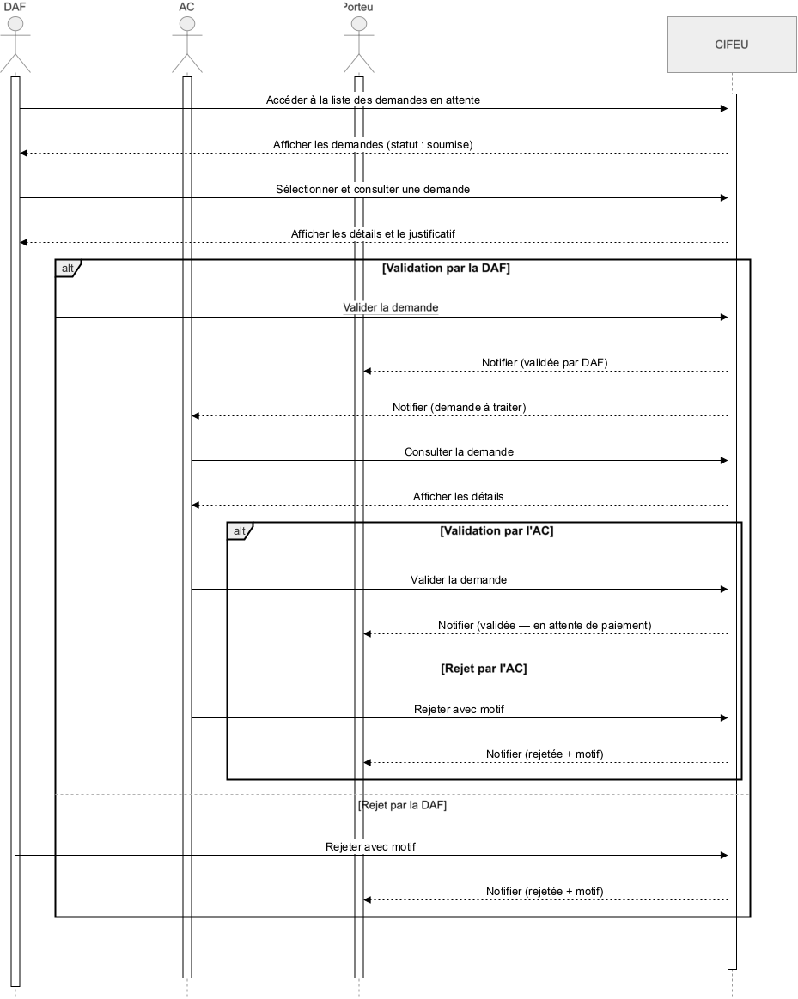 DAF
AC
Porteu
CIFEU
Accéder à la liste des demandes en attente
Afficher les demandes (statut : soumise)
Sélectionner et consulter une demande
Afficher les détails et le justificatif
alt
[Validation par la DAF]
Valider la demande
Notifier (validée par DAF)
Notifier (demande à traiter)
Consulter la demande
Afficher les détails
alt
[Validation par l'AC]
Valider la demande
Notifier (validée — en attente de paiement)
[Rejet par l'AC]
Rejeter avec motif
Notifier (rejetée + motif)
[Rejet par la DAF]
Rejeter avec motif
Notifier (rejetée + motif)